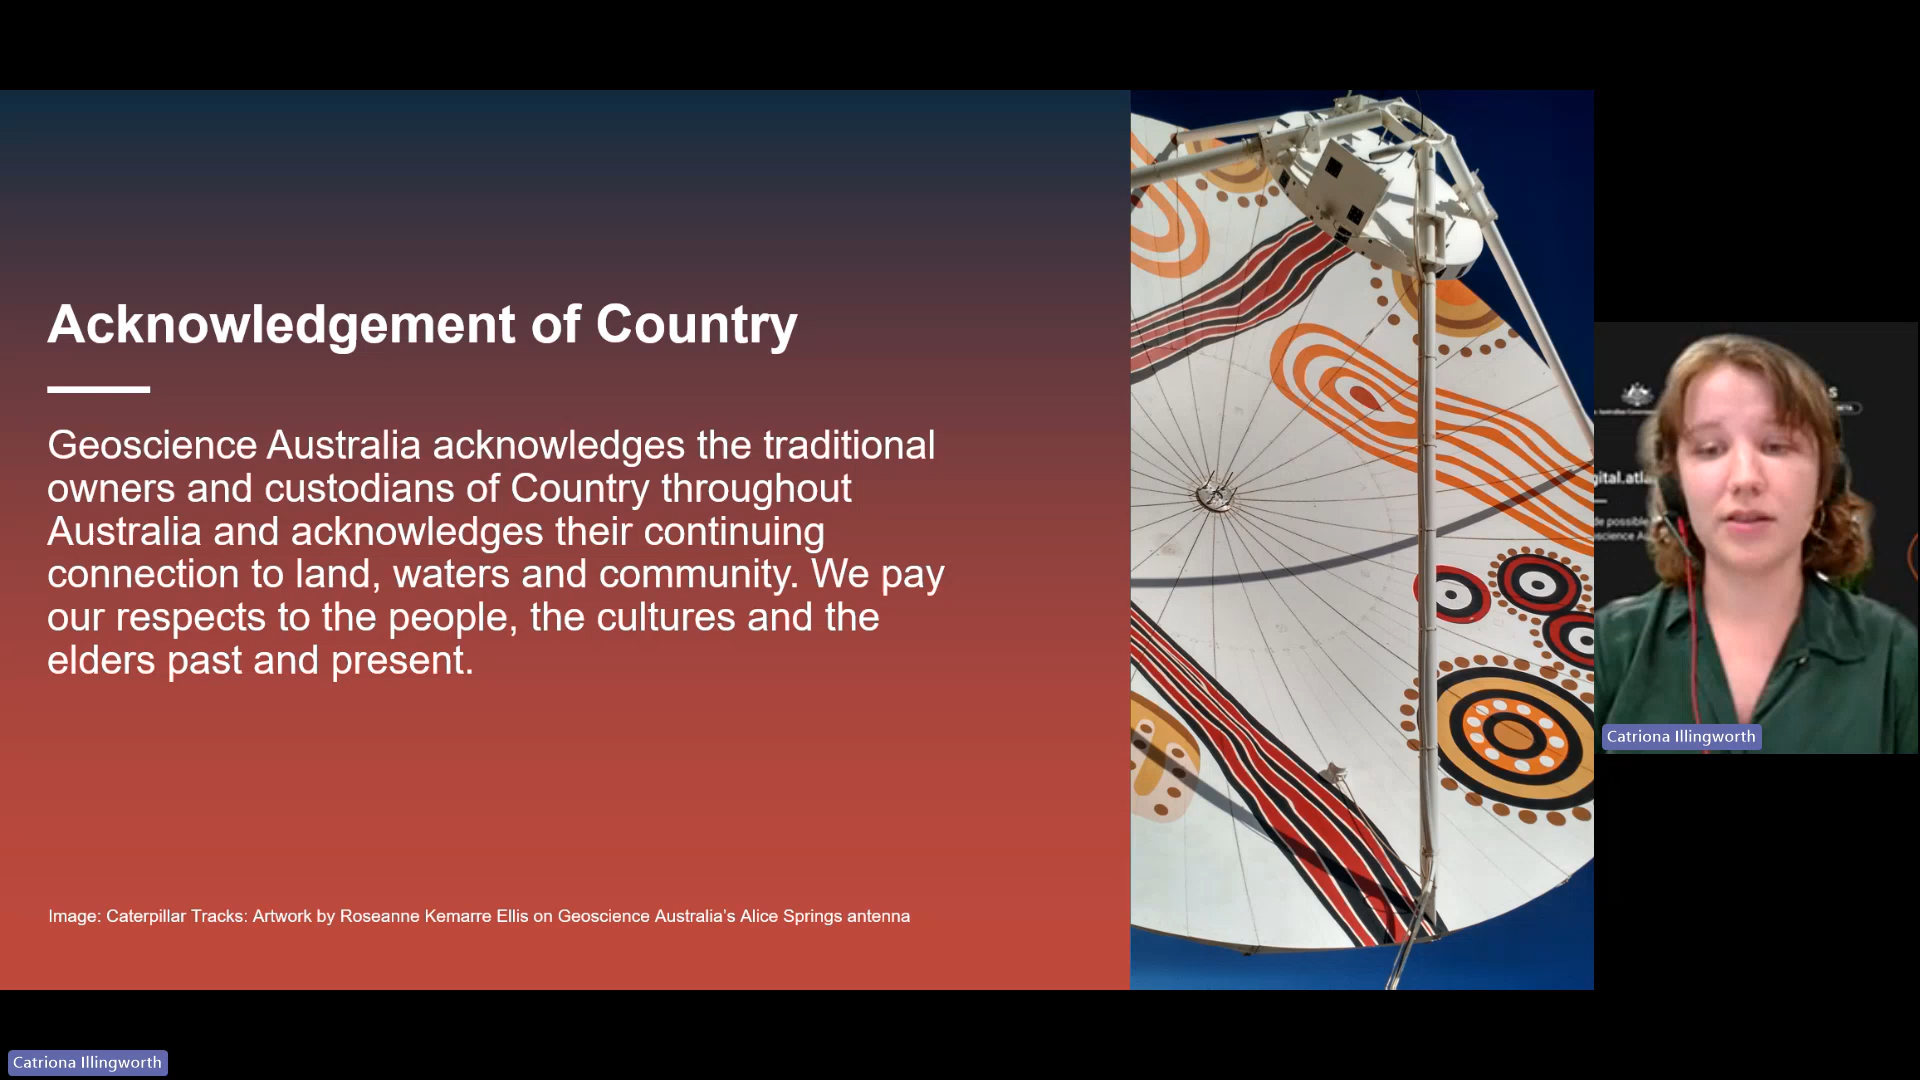 Acknowledgement of Country
Geoscience Australia acknowledges the traditional
owners and custodians of Country throughout
Australia and acknowledges their continuing
connection to land, waters and community. We pay
our respects to the people, the cultures and the
elders past and present.
Image: Caterpillar Tracks: Artwork by Roseanne Kemarre Ellis on Geoscience Australia's Alice Springs antenna
Catriona Illingworth
Catriona Illingworth